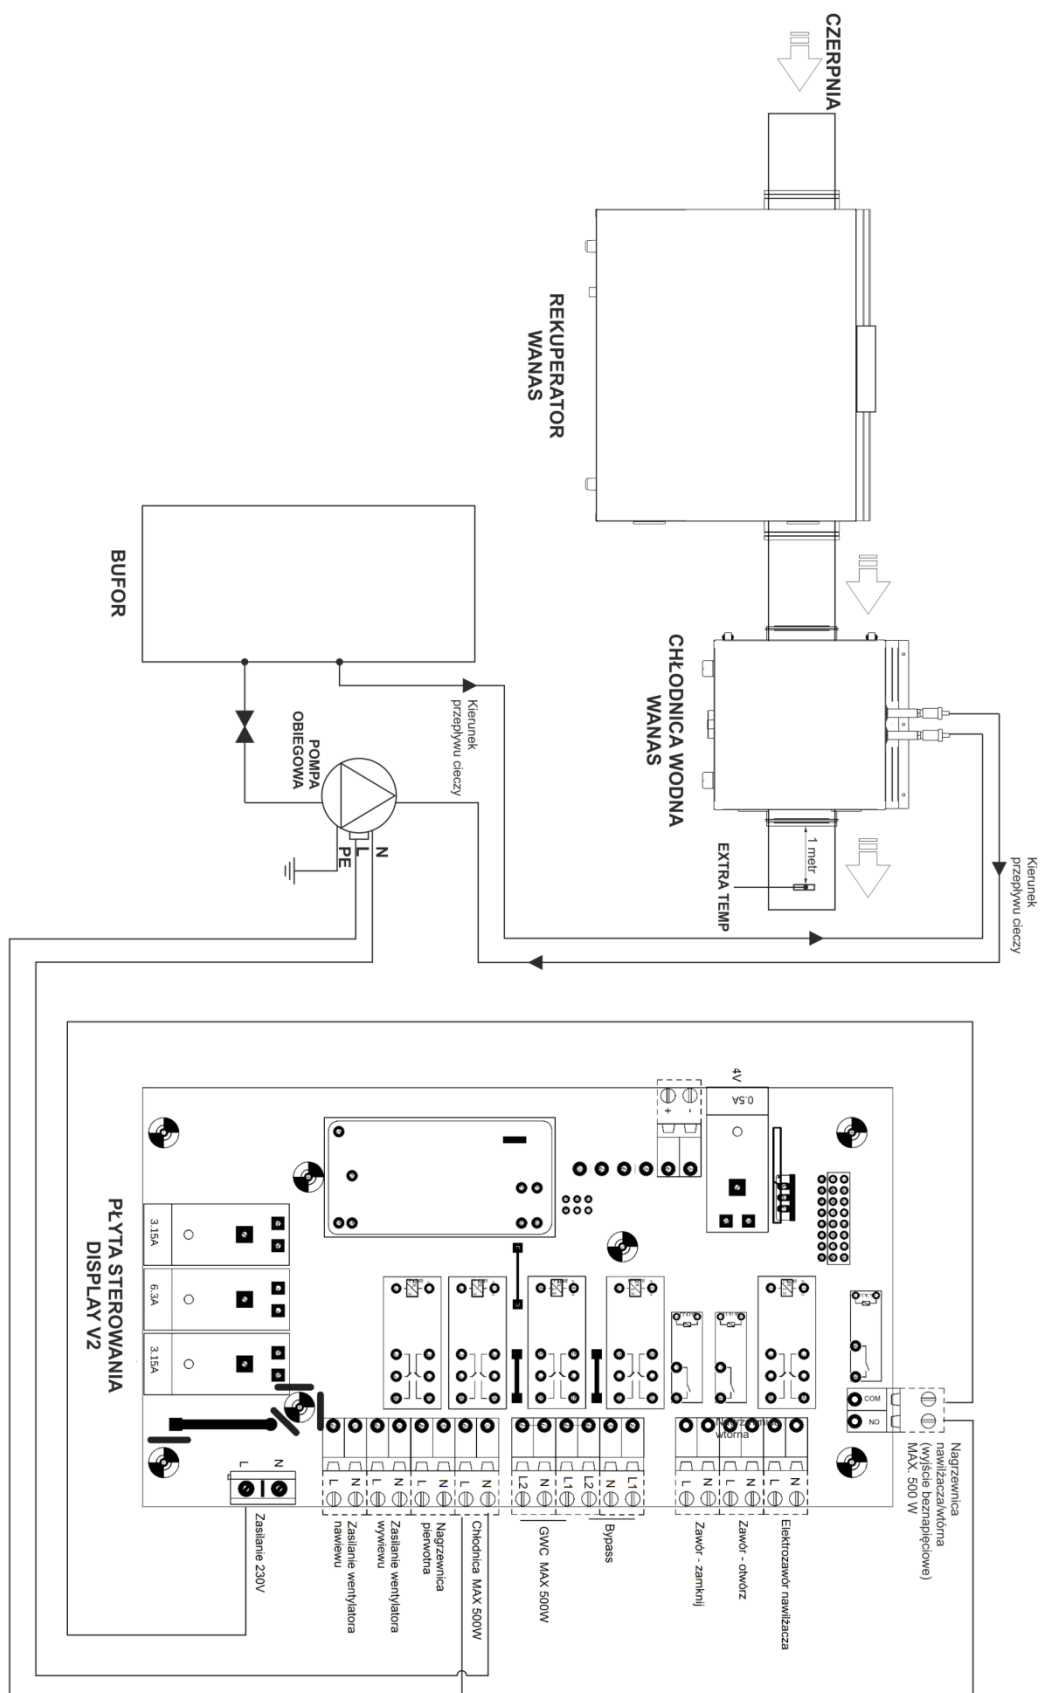 CZERPNIA
REKUPERATOR
WANAS
BUFOR
CHŁODNICA WODNA
WANAS
Kierunek
przepływu cieczy
POMPA
OBIEGOWA
N
L
PE
1 metr
EXTRA TEMP
Kierunek
przepływu cieczy
4V
0.5A
+
-
PŁYTA STEROWANIA
DISPLAY V2
3.15A
6.3A
3.15A
COM
NO
Nagrzewnica
nawilżacza/wtórna
(wyjście beznapięciowe)
MAX. 500 W
Nagrzewnica
wtórna
L
N
L
N
L
N
L
N
L
N
L2
N
L1
L2
N
L1
L
N
L
N
L
N
Zasilanie 230V
Zasilanie wentylatora
nawiewu
Zasilanie wentylatora
wywiewu
Nagrzewnica
pierwotna
Chłodnica MAX 500W
GWC MAX 500W
Bypass
Zawór - zamknij
Zawór - otwórz
Elektrozawór nawilżacza